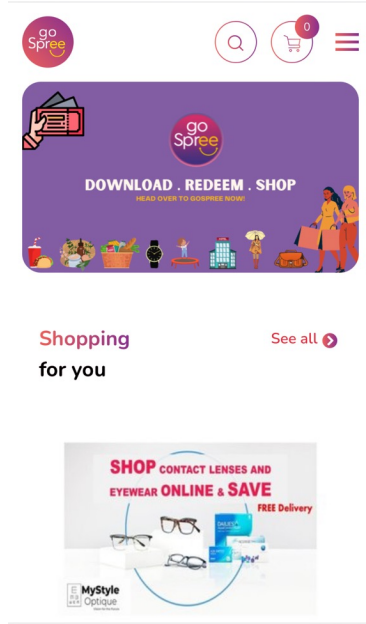 go
Spree
0
go
Spree
DOWNLOAD . REDEEM . SHOP
HEAD OVER TO GOSPREE NOW!
Shopping
See all
for you
SHOP CONTACT LENSES AND
EYEWEAR ONLINE & SAVE
FREE Delivery
MyStyle
Optique